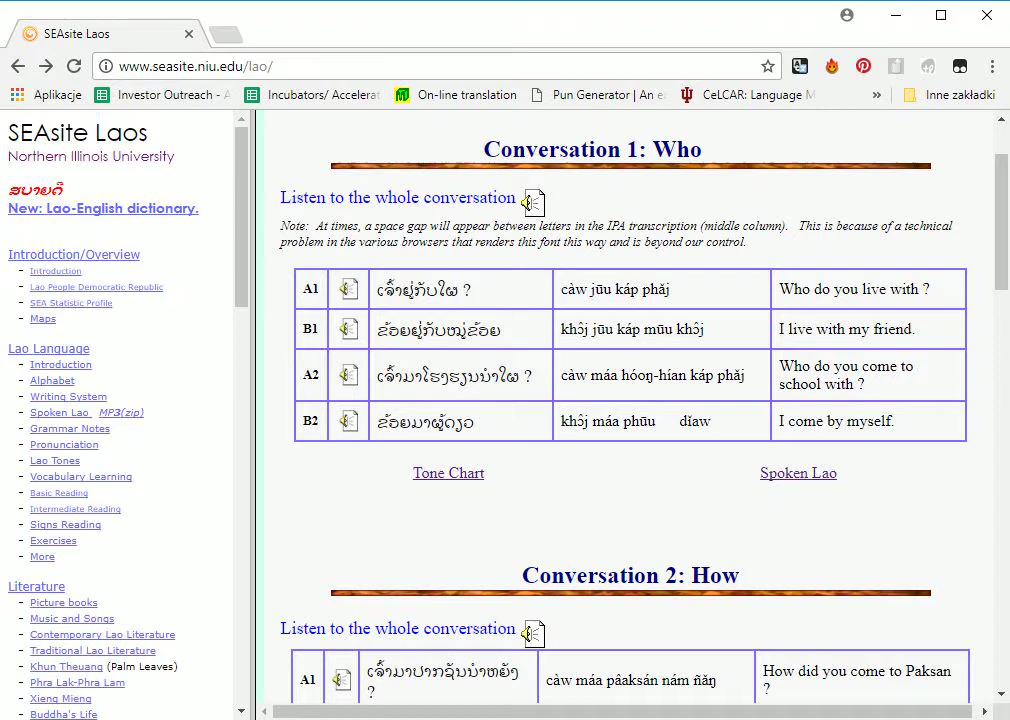 SEAsite Laos
www.seasite.niu.edu/lao/
Aplikacje
Investor Outreach - A
Incubators/ Accelerat
On-line translation
Pun Generator | An e
CeLCAR: Language M
»
Inne zakładki
SEAsite Laos
Northern Illinois University
ສບາຍດີ
New: Lao-English dictionary.
Introduction/Overview
- Introduction
- Lao People Democratic Republic
- SEA Statistic Profile
- Maps
Lao Language
- Introduction
- Alphabet
- Writing System
- Spoken Lao MP3(zip)
- Grammar Notes
- Pronunciation
- Lao Tones
- Vocabulary Learning
- Basic Reading
- Intermediate Reading
- Signs Reading
- Exercises
- More
Literature
- Picture books
- Music and Songs
- Contemporary Lao Literature
- Traditional Lao Literature
- Khun Theuang (Palm Leaves)
- Phra Lak-Phra Lam
- Xieng Mieng
- Buddha's Life
Conversation 1: Who
Listen to the whole conversation
Note: At times, a space gap will appear between letters in the IPA transcription (middle column). This is because of a technical
problem in the various browsers that renders this font this way and is beyond our control.
A1 ເຈົ້າຢູ່ກັບໃຜ ? càw jūu káp phǎj Who do you live with ?
B1 ຂ້ອຍຢູ່ກັບໝູ່ຂ້ອຍ khɔ̂j jūu káp mūu khɔ̂j I live with my friend.
A2 ເຈົ້າມາໂຮງຮຽນນຳໃຜ ? càw máa hóoŋ-hían káp phǎj Who do you come to
school with ?
B2 ຂ້ອຍມາຜູ້ດຽວ khɔ̂j máa phūu dǐaw I come by myself.
Tone Chart Spoken Lao
Conversation 2: How
Listen to the whole conversation
A1 ເຈົ້າມາປາກຊັນນຳຫຍັງ
? càw máa pâaksán nám ñǎŋ How did you come to Paksan
?